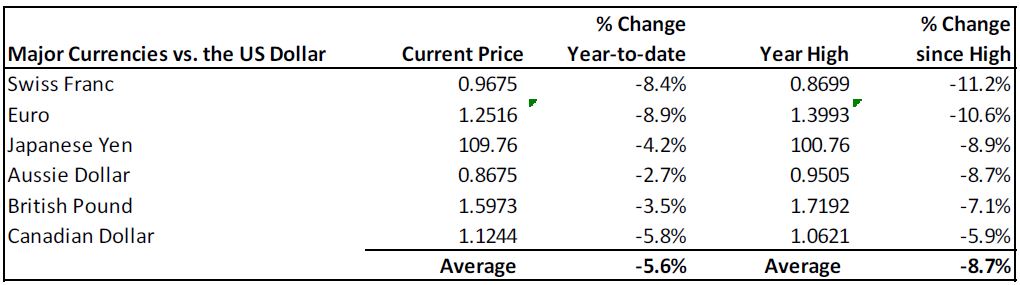 % Change % Change
Major Currencies vs. the US Dollar Current Price Year-to-date Year High since High
Swiss Franc 0.9675 -8.4% 0.8699 -11.2%
Euro 1.2516 -8.9% 1.3993 -10.6%
Japanese Yen 109.76 -4.2% 100.76 -8.9%
Aussie Dollar 0.8675 -2.7% 0.9505 -8.7%
British Pound 1.5973 -3.5% 1.7192 -7.1%
Canadian Dollar 1.1244 -5.8% 1.0621 -5.9%
Average -5.6% Average -8.7%